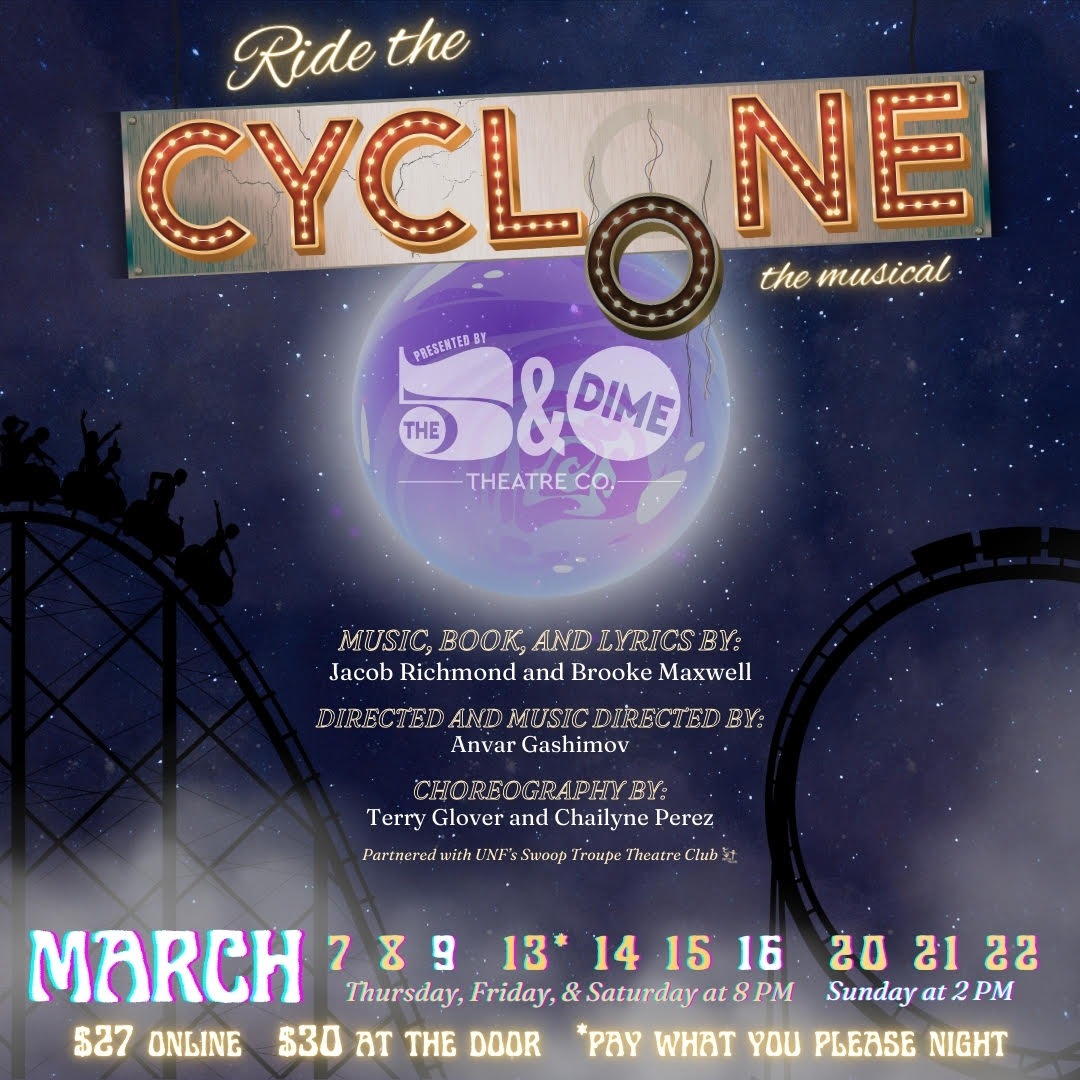 Ride the
CYCLONE
the musical
PRESENTED BY
THE 5 & DIME
THEATRE CO.
MUSIC, BOOK, AND LYRICS BY:
Jacob Richmond and Brooke Maxwell
DIRECTED AND MUSIC DIRECTED BY:
Anvar Gashimov
CHOREOGRAPHY BY:
Terry Glover and Chailyne Perez
Partnered with UNF's Swoop Troupe Theatre Club
MARCH 7 8 9 13* 14 15 16 20 21 22
Thursday, Friday, & Saturday at 8 PM Sunday at 2 PM
$27 ONLINE $30 AT THE DOOR *PAY WHAT YOU PLEASE NIGHT